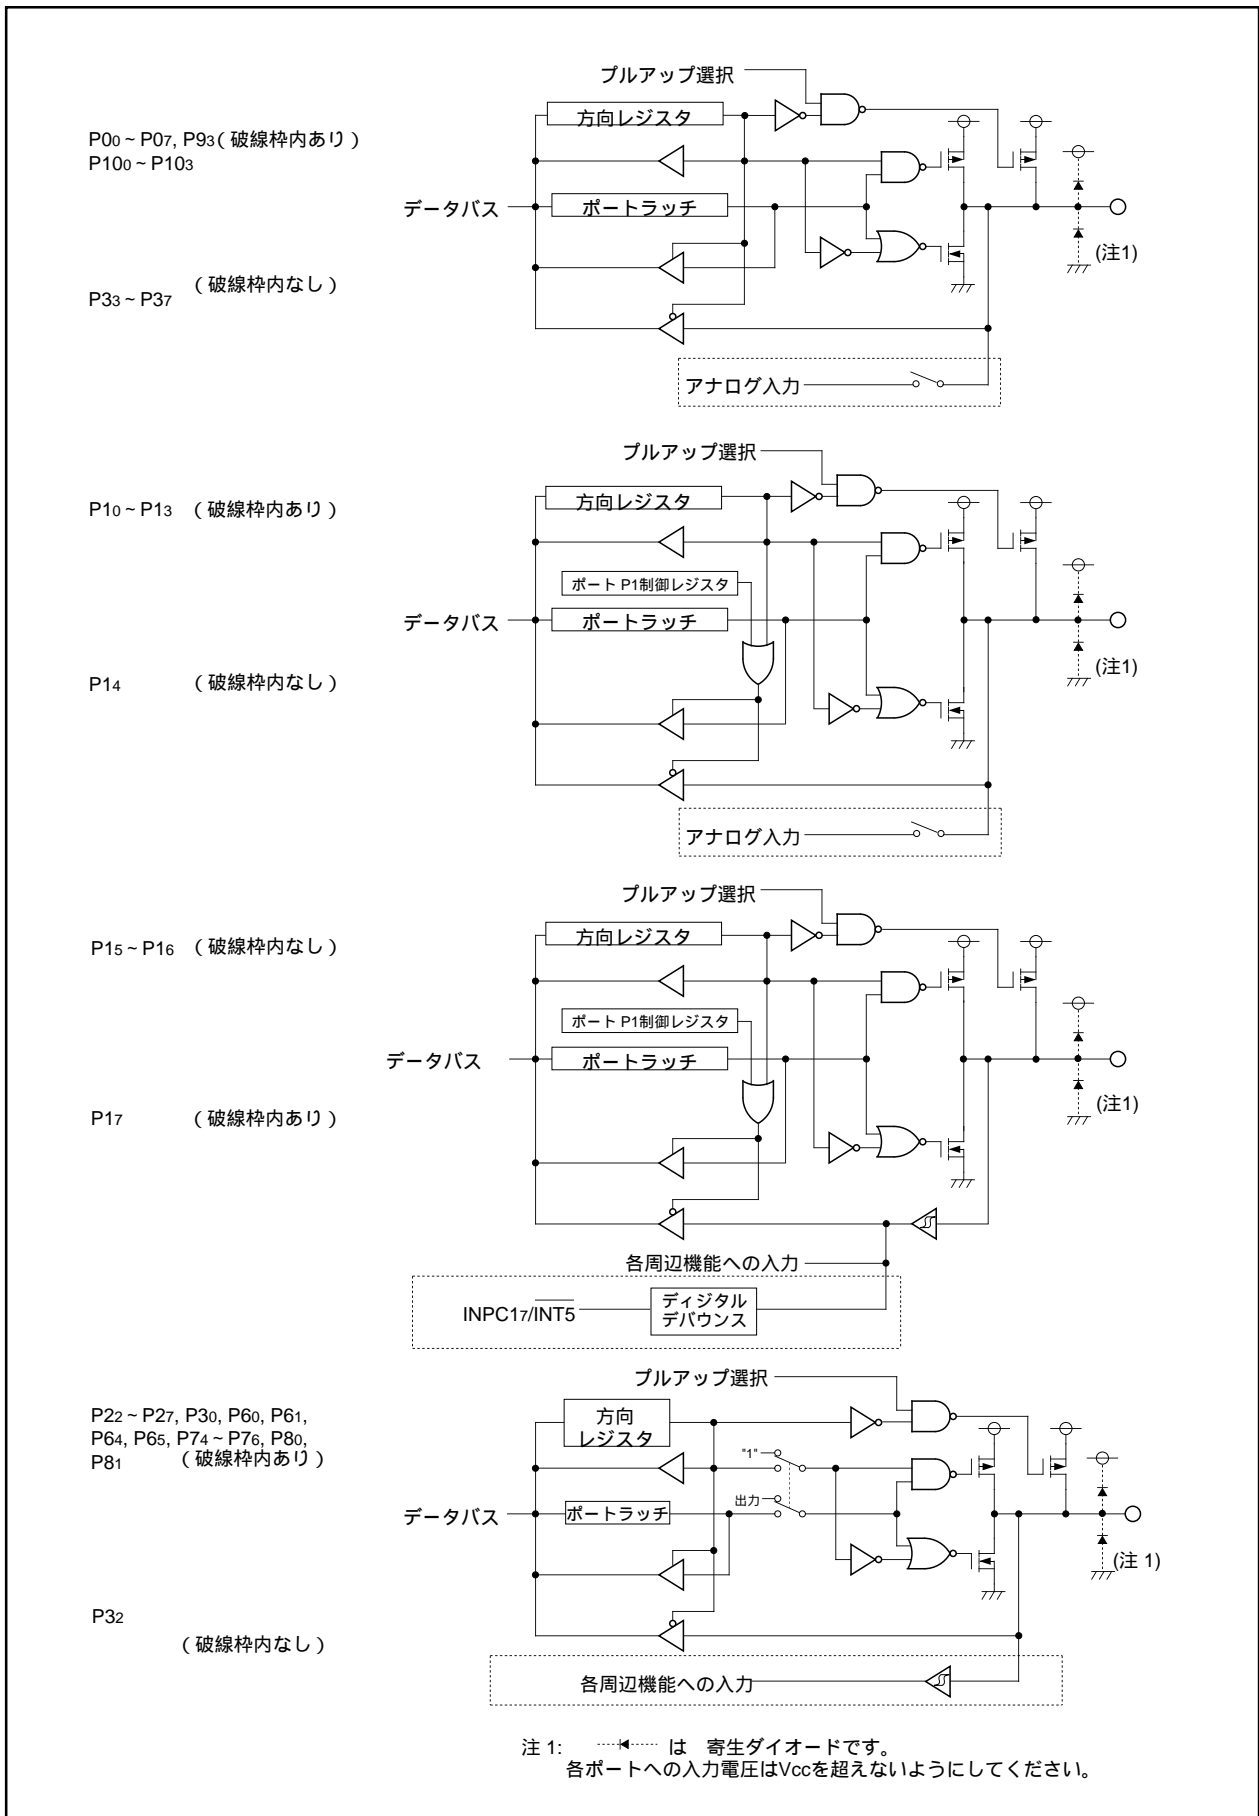 プルアップ選択
方向レジスタ
P00 ~ P07, P93 ( 破線枠内あり )
P100 ~ P103
データバス
ポートラッチ
(注1)
( 破線枠内なし )
P33 ~ P37
アナログ入力
プルアップ選択
方向レジスタ
P10 ~ P13 ( 破線枠内あり )
ポート P1制御レジスタ
データバス
ポートラッチ
(注1)
P14 ( 破線枠内なし )
アナログ入力
プルアップ選択
方向レジスタ
P15 ~ P16 ( 破線枠内なし )
ポート P1制御レジスタ
データバス
ポートラッチ
(注1)
P17 ( 破線枠内あり )
各周辺機能への入力
INPC17/INT5
ディジタル
デバウンス
プルアップ選択
方向
レジスタ
P22 ~ P27, P30, P60, P61,
P64, P65, P74 ~ P76, P80,
P81 ( 破線枠内あり )
"1"
出力
データバス
ポートラッチ
(注 1)
P32
( 破線枠内なし )
各周辺機能への入力
注 1: は 寄生ダイオードです。
各ポートへの入力電圧はVccを超えないようにしてください。